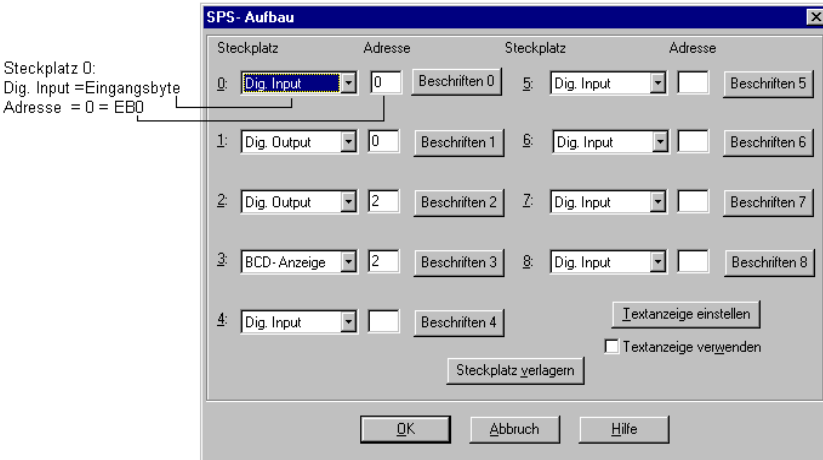 SPS- Aufbau
Steckplatz Adresse Steckplatz Adresse
Steckplatz 0:
Dig. Input =Eingangsbyte
Adresse = 0 = EB0
0: Dig. Input 0 Beschriften 0 5: Dig. Input Beschriften 5
1: Dig. Output 0 Beschriften 1 6: Dig. Input Beschriften 6
2: Dig. Output 2 Beschriften 2 7: Dig. Input Beschriften 7
3: BCD- Anzeige 2 Beschriften 3 8: Dig. Input Beschriften 8
4: Dig. Input Beschriften 4
Textanzeige einstellen
Textanzeige verwenden
Steckplatz verlagern
OK Abbruch Hilfe